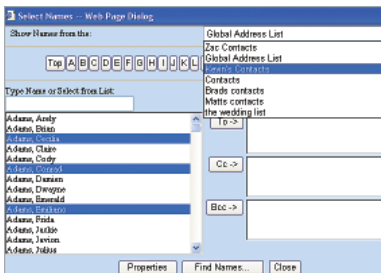 Select Names -- Web Page Dialog
Show Names from the:
Global Address List
Zac Contacts
Global Address List
Kevin's Contacts
Contacts
Brads contacts
Matts contacts
the wedding list
Top A B C D E F G H I J K L
Type Name or Select from List:
Adams, Andy
Adams, Brian
Adams, Cecilia
Adams, Claire
Adams, Cody
Adams, Conrad
Adams, Damien
Adams, Dwayne
Adams, Emerald
Adams, Emiliano
Adams, Frida
Adams, Jackie
Adams, Javion
Adams, Julius
To ->
Cc ->
Bcc ->
Properties
Find Names...
Close